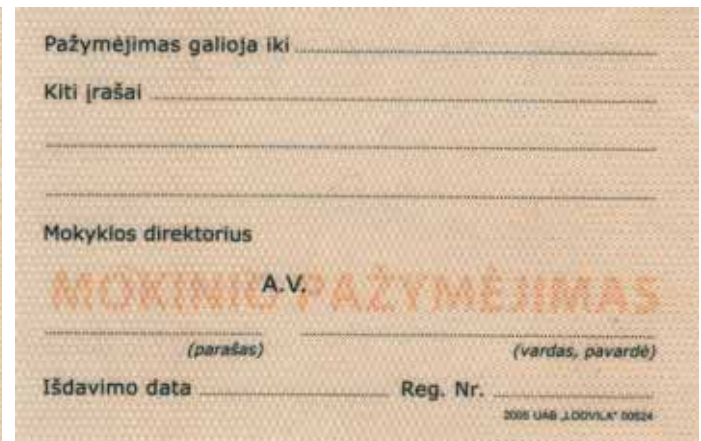 Pažymėjimas galioja iki
Kiti įrašai
Mokyklos direktorius
MOKINIO PAŽYMĖJIMAS
A.V.
(parašas) (vardas, pavardė)
Išdavimo data Reg. Nr.
2005 UAB „LODVILA“ 00524